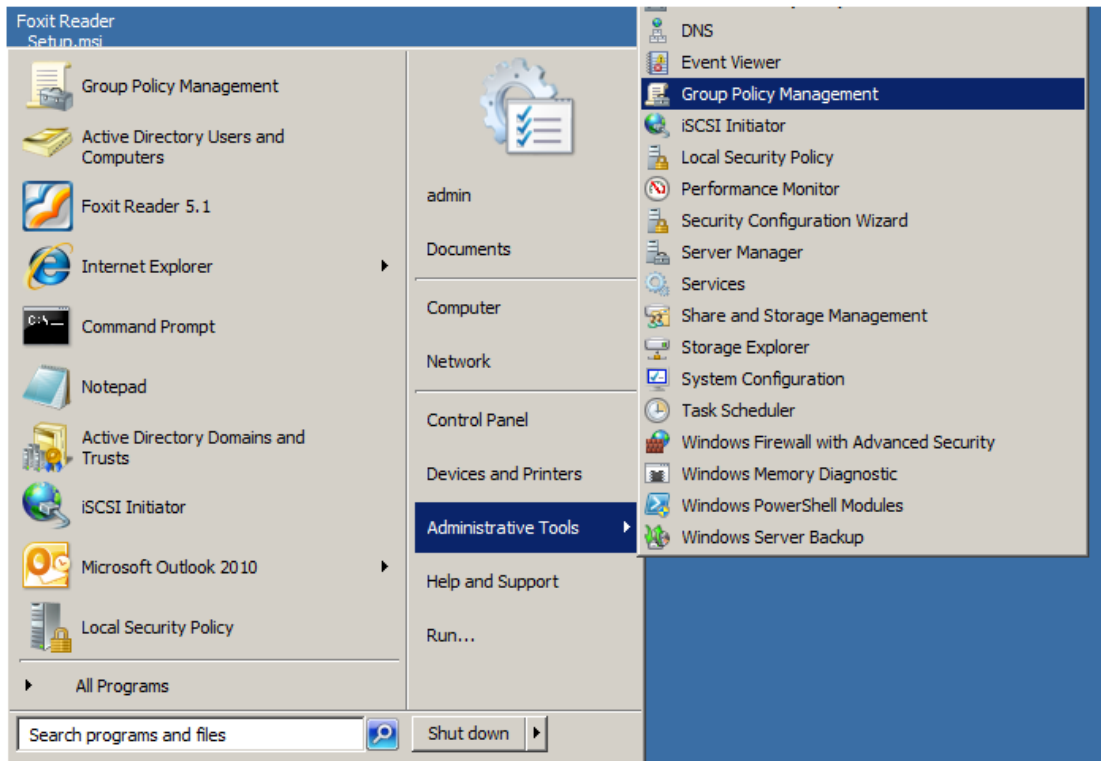 Foxit Reader
Setup.msi
Group Policy Management
Active Directory Users and
Computers
Foxit Reader 5.1
Internet Explorer
Command Prompt
Notepad
Active Directory Domains and
Trusts
iSCSI Initiator
Microsoft Outlook 2010
Local Security Policy
All Programs
Search programs and files
admin
Documents
Computer
Network
Control Panel
Devices and Printers
Administrative Tools
Help and Support
Run...
Shut down
DNS
Event Viewer
Group Policy Management
iSCSI Initiator
Local Security Policy
Performance Monitor
Security Configuration Wizard
Server Manager
Services
Share and Storage Management
Storage Explorer
System Configuration
Task Scheduler
Windows Firewall with Advanced Security
Windows Memory Diagnostic
Windows PowerShell Modules
Windows Server Backup